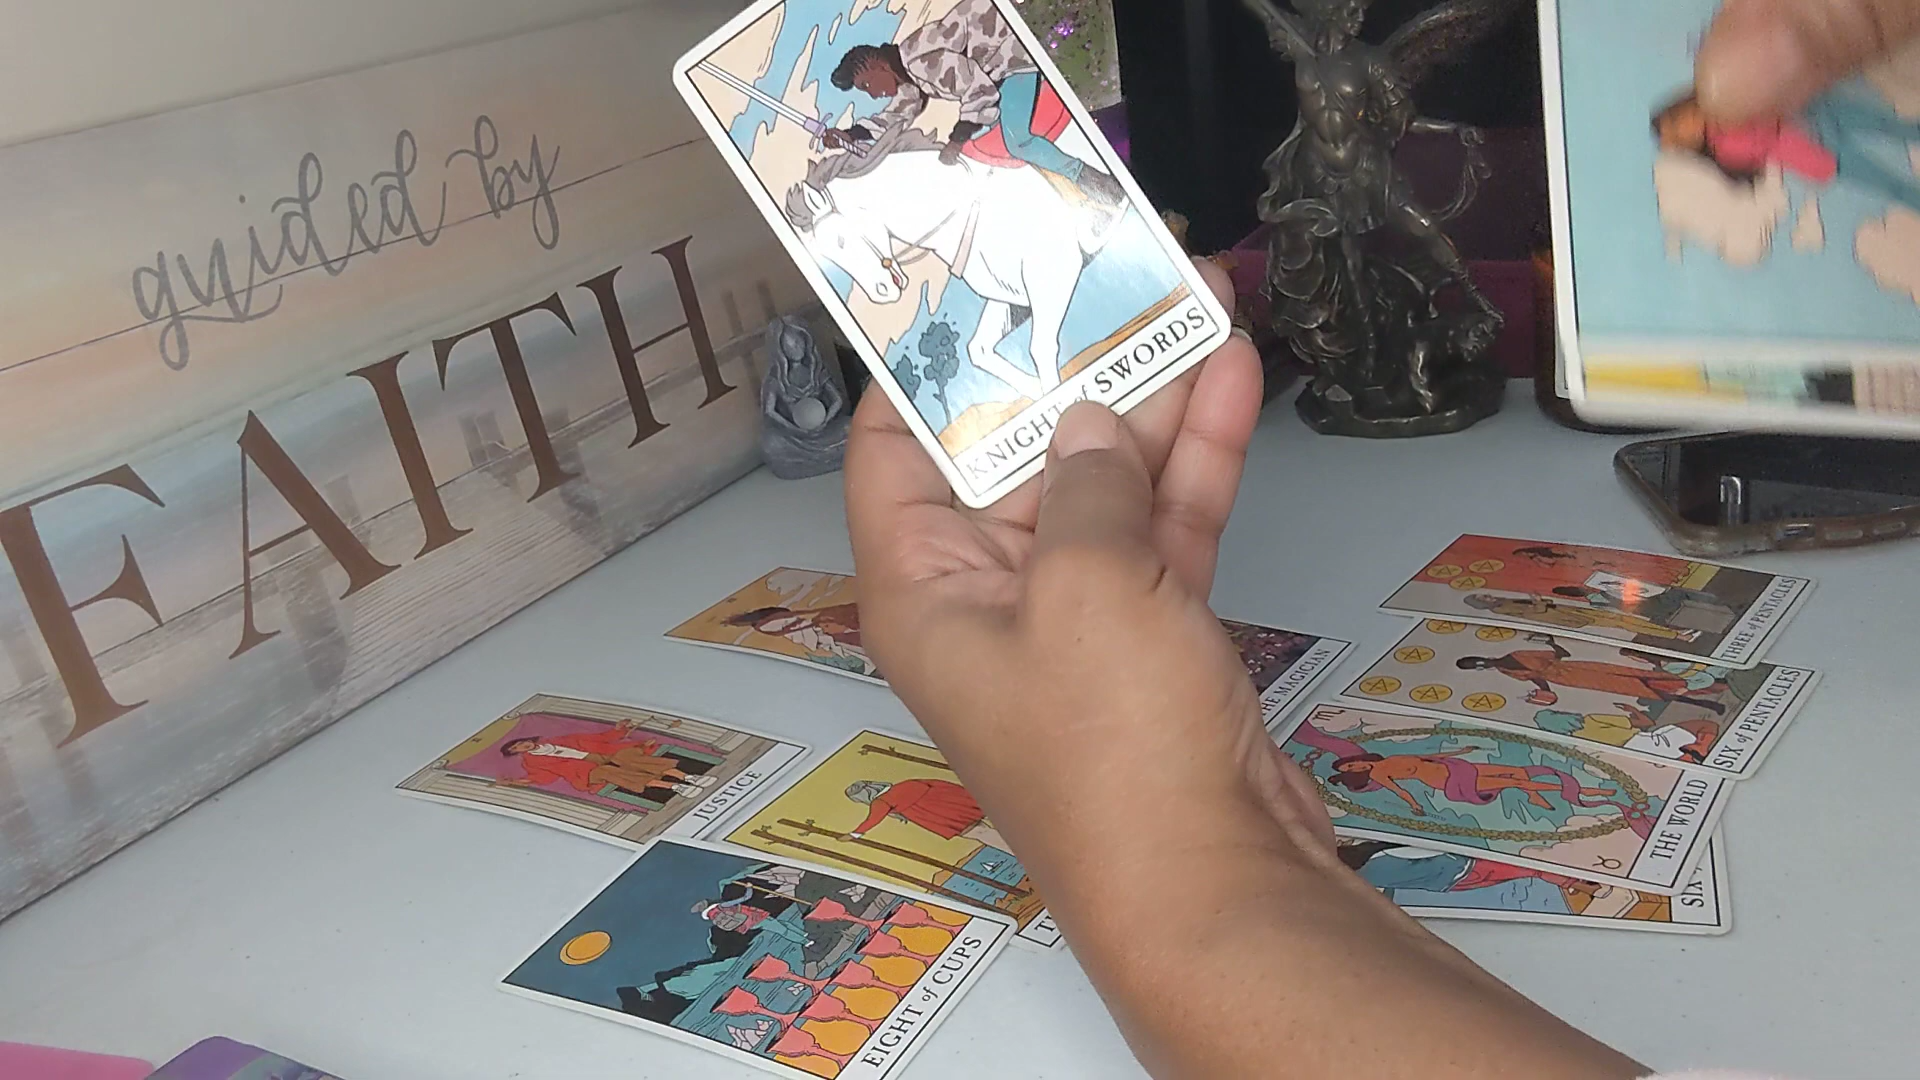 guided by
FAITH
KNIGHT of SWORDS
THREE of PENTACLES
THE MAGICIAN
SIX of PENTACLES
JUSTICE
THE WORLD
SIX
EIGHT of CUPS